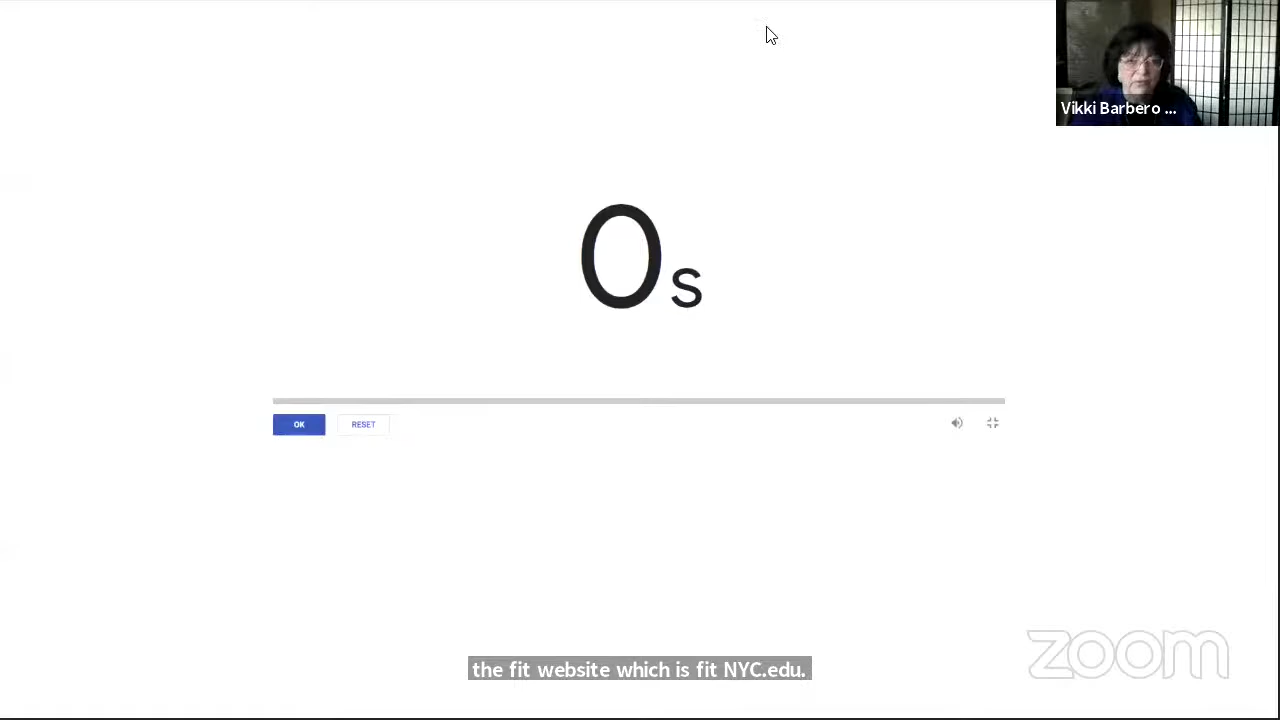 Vikki Barbero ...
0s
OK
RESET
the fit website which is fit NYC.edu.
zoom